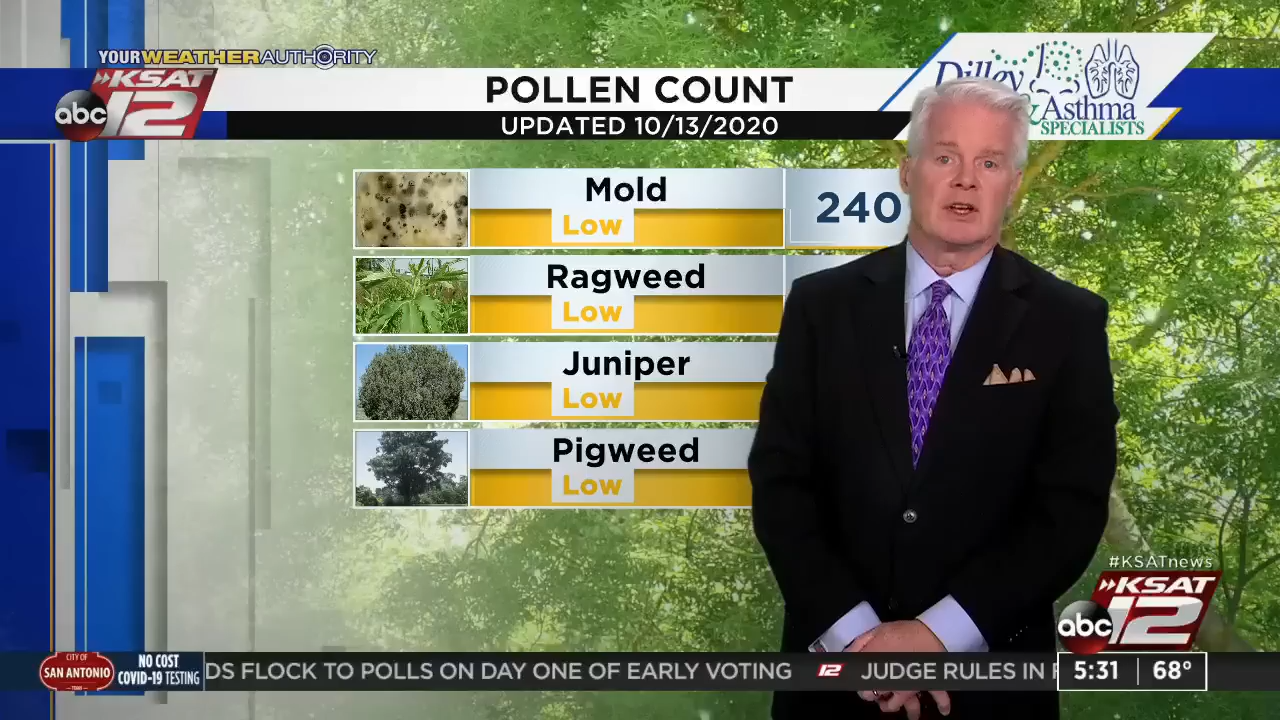 YOUR WEATHER AUTHORITY
KSAT
abc 12
POLLEN COUNT
UPDATED 10/13/2020
Dilley
& Asthma
SPECIALISTS
Mold
240
Low
Ragweed
Low
Juniper
Low
Pigweed
Low
#KSATnews
KSAT
abc 12
CITY OF
SAN ANTONIO
NO COST
COVID-19 TESTING
DS FLOCK TO POLLS ON DAY ONE OF EARLY VOTING 12 JUDGE RULES IN
5:31 68°